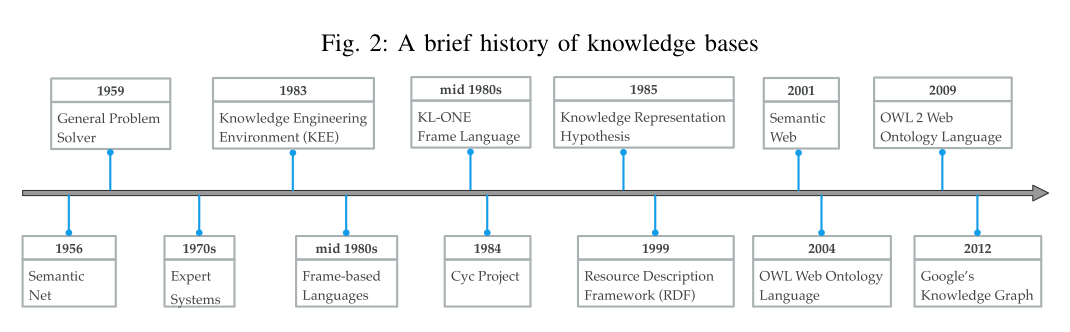 Fig. 2: A brief history of knowledge bases
1959
General Problem
Solver
1983
Knowledge Engineering
Environment (KEE)
mid 1980s
KL-ONE
Frame Language
1985
Knowledge Representation
Hypothesis
2001
Semantic
Web
2009
OWL 2 Web
Ontology Language
1956
Semantic
Net
1970s
Expert
Systems
mid 1980s
Frame-based
Languages
1984
Cyc Project
1999
Resource Description
Framework (RDF)
2004
OWL Web Ontology
Language
2012
Google's
Knowledge Graph